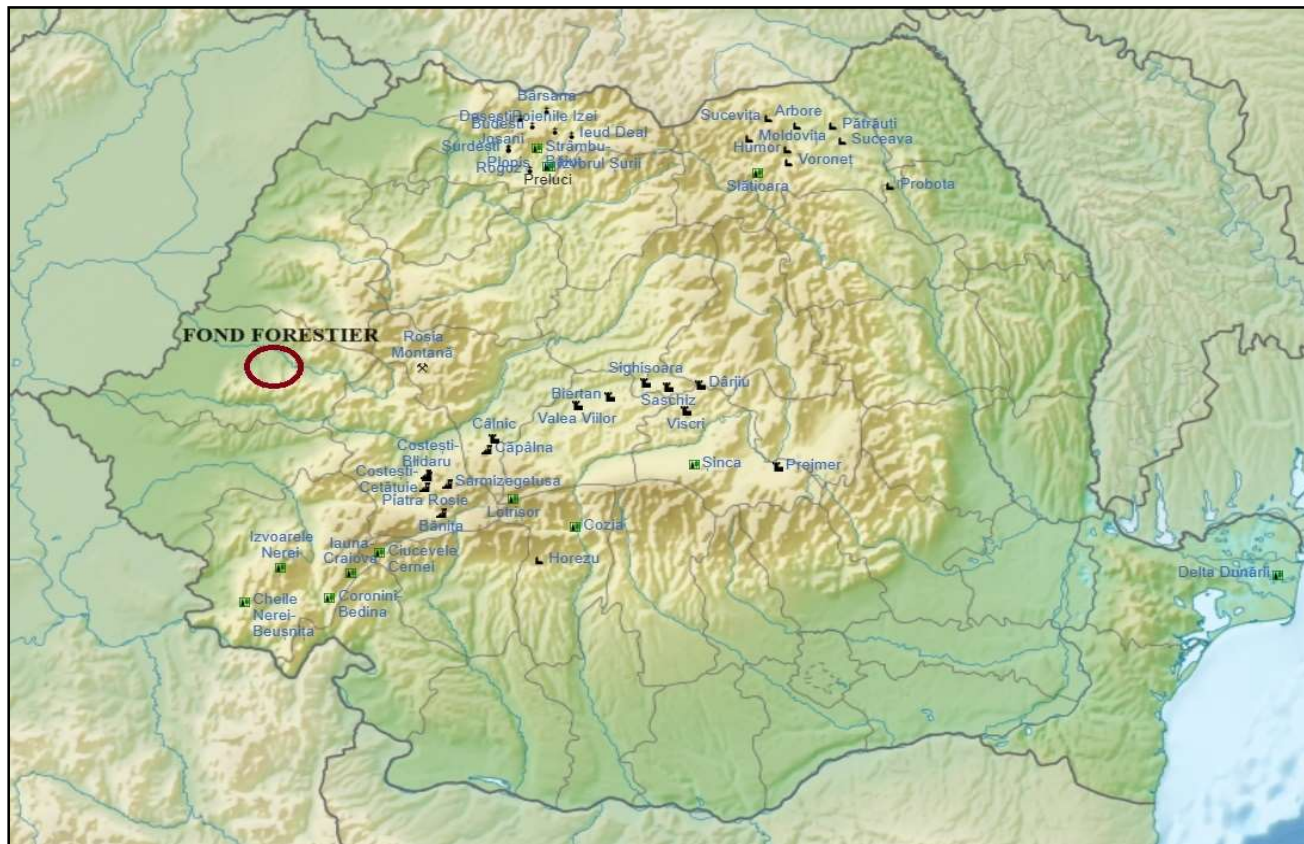 Bârsana
Desești Poienile Izei
Budești
Josani
Ieud Deal
Șurdești
Strâmbu-
Băiuț
Izvorul Șurii
Plopiș
Rogoz
Preluci
Sucevița
Arbore
Moldovița
Pătrăuți
Suceava
Humor
Voroneț
Slătioara
Probota
FOND FORESTIER
Roșia
Montană
Sighișoara
Dârjiu
Biertan
Saschiz
Valea Viilor
Viscri
Câlnic
Căpâlna
Costești-
Blidaru
Costești-
Cetățuie
Sarmizegetusa
Piatra Roșie
Bănița
Șinca
Prejmer
Lotrișor
Cozia
Izvoarele
Nerei
Iauna-
Craiova
Ciucevele
Cernei
Horezu
Cheile
Nerei-
Beușnița
Coronini-
Bedina
Delta Dunării